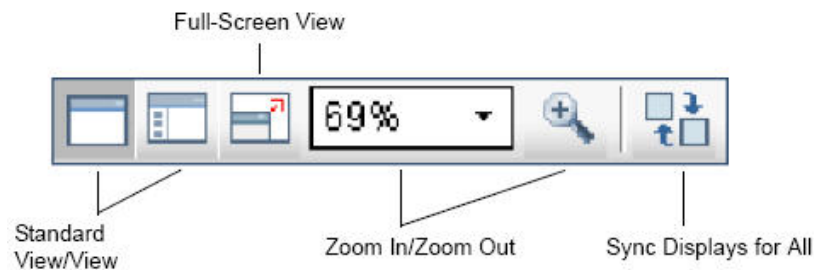 Full-Screen View
69%
Standard
View/View
Zoom In/Zoom Out
Sync Displays for All